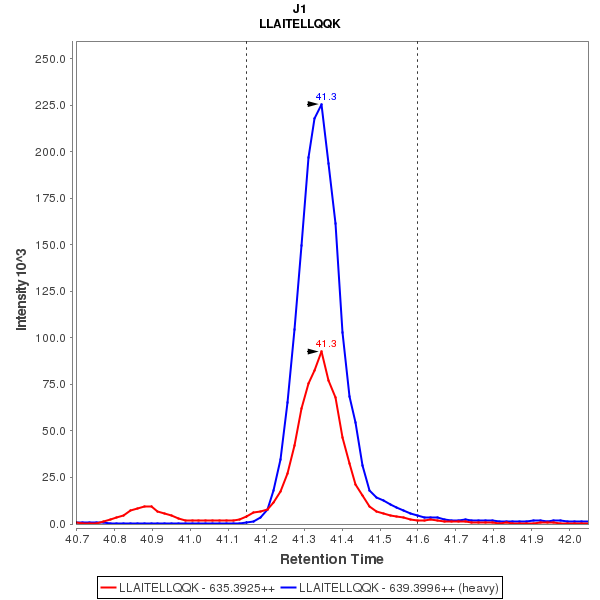 J1
LLAITELLQQK
Intensity 10^3
250.0
225.0
200.0
175.0
150.0
125.0
100.0
75.0
50.0
25.0
0.0
41.3
41.3
40.7 40.8 40.9 41.0 41.1 41.2 41.3 41.4 41.5 41.6 41.7 41.8 41.9 42.0
Retention Time
LLAITELLQQK - 635.3925++ LLAITELLQQK - 639.3996++ (heavy)